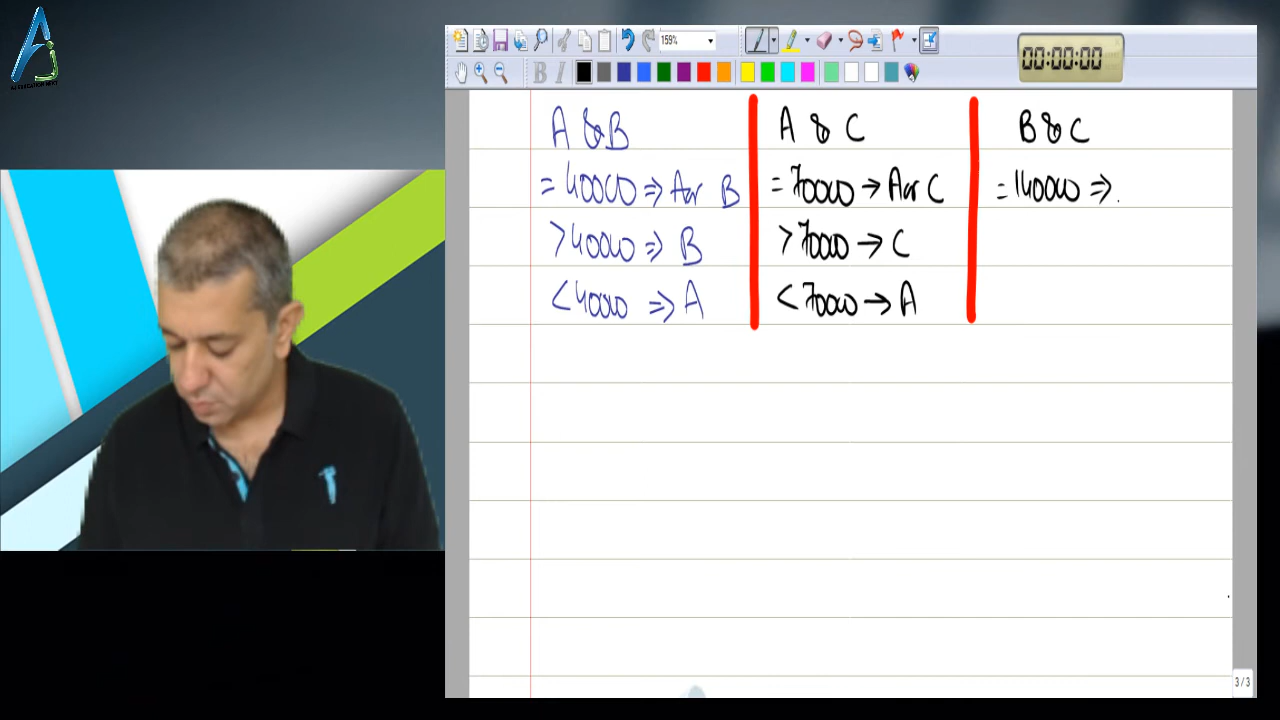 159%
00:00:00
A & B
= 40000 ⇒ A or B
> 40000 ⇒ B
< 40000 ⇒ A
A & C
= 70000 → A or C
> 70000 → C
< 70000 → A
B & C
= 140000 ⇒
3/3